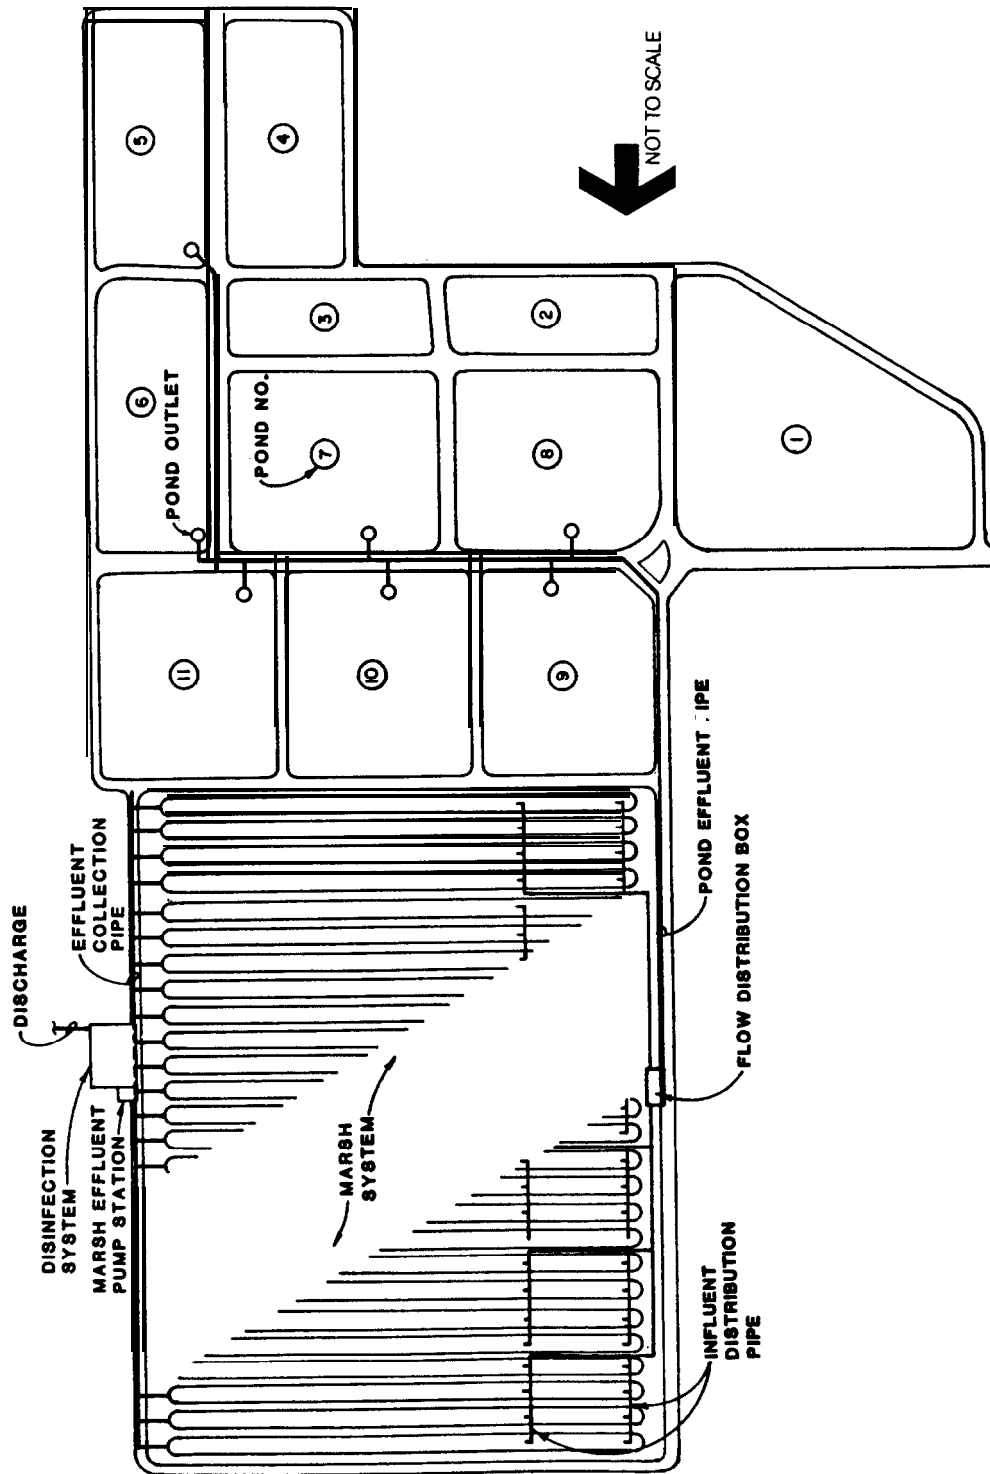 NOT TO SCALE
5
4
6
3
2
POND OUTLET
POND NO.
7
8
1
11
10
9
EFFLUENT
COLLECTION
PIPE
DISCHARGE
DISINFECTION
SYSTEM
MARSH EFFLUENT
PUMP STATION
MARSH
SYSTEM
POND EFFLUENT
FLOW DISTRIBUTION BOX
INFLUENT
DISTRIBUTION
PIPE